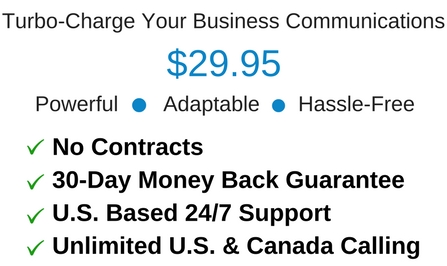 Turbo-Charge Your Business Communications
$29.95
Powerful ● Adaptable ● Hassle-Free
✓ No Contracts
✓ 30-Day Money Back Guarantee
✓ U.S. Based 24/7 Support
✓ Unlimited U.S. & Canada Calling